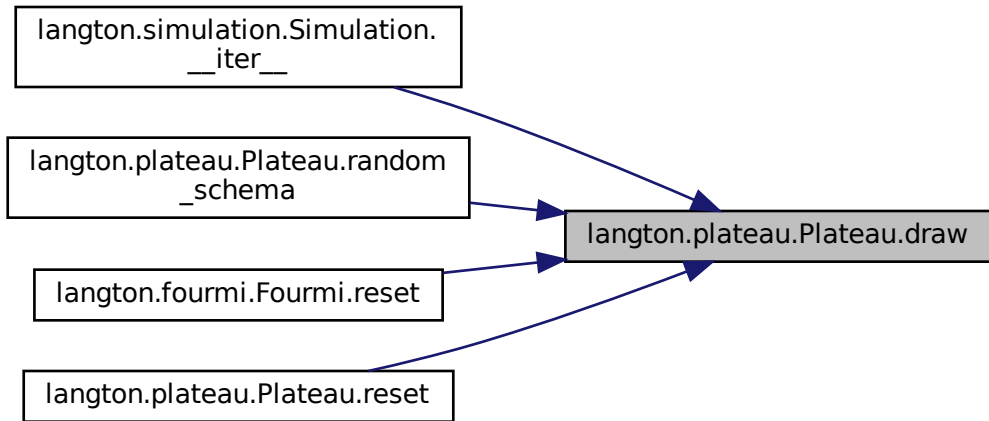 langton.simulation.Simulation.
__iter__
langton.plateau.Plateau.random
_schema
langton.plateau.Plateau.draw
langton.fourmi.Fourmi.reset
langton.plateau.Plateau.reset